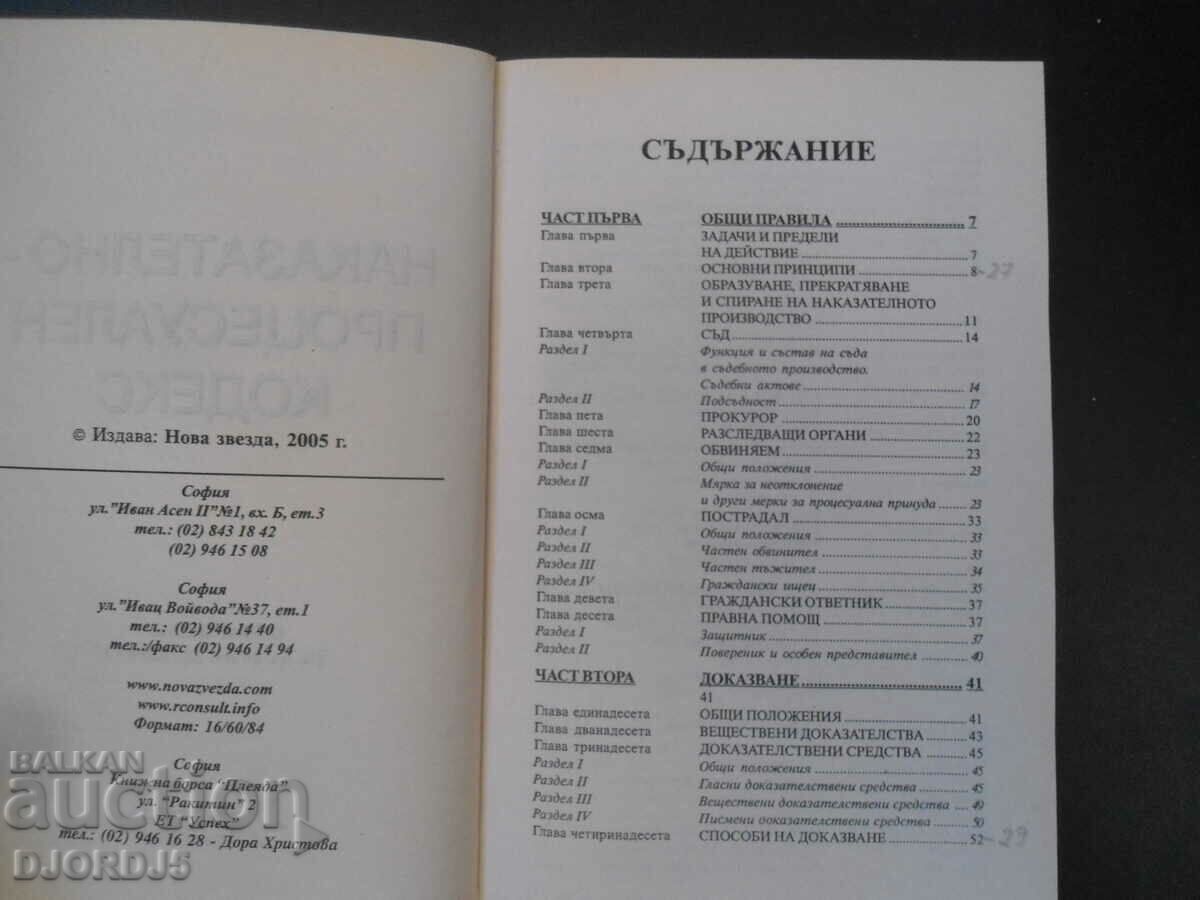 НАКАЗАТЕЛНО
ПРОЦЕСУАЛЕН
КОДЕКС
© Издава: Нова звезда, 2005 г.
София
ул."Иван Асен II"№1, вх. Б, ет.3
тел.: (02) 843 18 42
(02) 946 15 08
София
ул."Ивац Войвода"№37, ет.1
тел.: (02) 946 14 40
тел.:/факс (02) 946 14 94
www.novazvezda.com
www.rconsult.info
Формат: 16/60/84
София
Книжна борса "Плеяда"
ул. "Ракитин" 2
ЕТ "Успех"
тел.: (02) 946 16 28 - Дора Христова
BALKAN
auction
DJORDJ5
СЪДЪРЖАНИЕ
ЧАСТ ПЪРВА ОБЩИ ПРАВИЛА 7
Глава първа ЗАДАЧИ И ПРЕДЕЛИ
НА ДЕЙСТВИЕ 7
Глава втора ОСНОВНИ ПРИНЦИПИ 8-27
Глава трета ОБРАЗУВАНЕ, ПРЕКРАТЯВАНЕ
И СПИРАНЕ НА НАКАЗАТЕЛНОТО
ПРОИЗВОДСТВО 11
Глава четвърта СЪД 14
Раздел I Функция и състав на съда
в съдебното производство.
Съдебни актове 14
Раздел II Подсъдност 17
Глава пета ПРОКУРОР 20
Глава шеста РАЗСЛЕДВАЩИ ОРГАНИ 22
Глава седма ОБВИНЯЕМ 23
Раздел I Общи положения 23
Раздел II Мярка за неотклонение
и други мерки за процесуална принуда 23
Глава осма ПОСТРАДАЛ 33
Раздел I Общи положения 33
Раздел II Частен обвинител 33
Раздел III Частен тъжител 34
Раздел IV Граждански ищец 35
Глава девета ГРАЖДАНСКИ ОТВЕТНИК 37
Глава десета ПРАВНА ПОМОЩ 37
Раздел I Защитник 37
Раздел II Повереник и особен представител 40
ЧАСТ ВТОРА ДОКАЗВАНЕ 41
41
Глава единадесета ОБЩИ ПОЛОЖЕНИЯ 41
Глава дванадесета ВЕЩЕСТВЕНИ ДОКАЗАТЕЛСТВА 43
Глава тринадесета ДОКАЗАТЕЛСТВЕНИ СРЕДСТВА 45
Раздел I Общи положения 45
Раздел II Гласни доказателствени средства 45
Раздел III Веществени доказателствени средства 49
Раздел IV Писмени доказателствени средства 50
Глава четиринадесета СПОСОБИ НА ДОКАЗВАНЕ 52-29